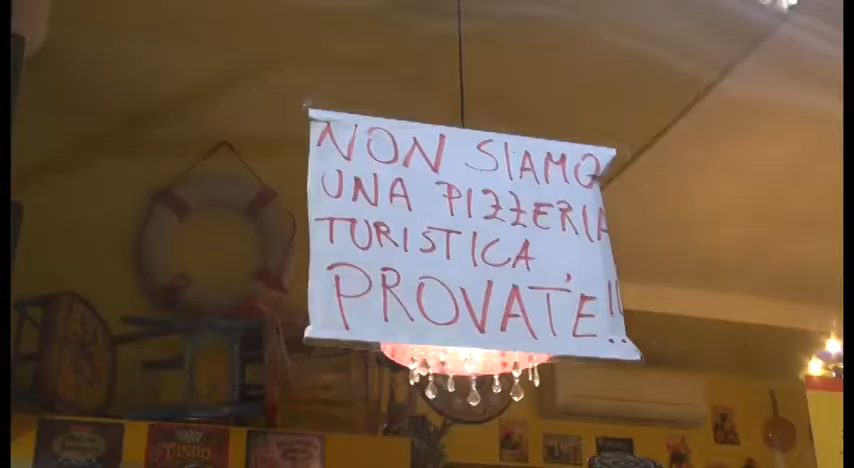 NON SIAMO
UNA PIZZERIA
TURISTICA,
PROVATE!!